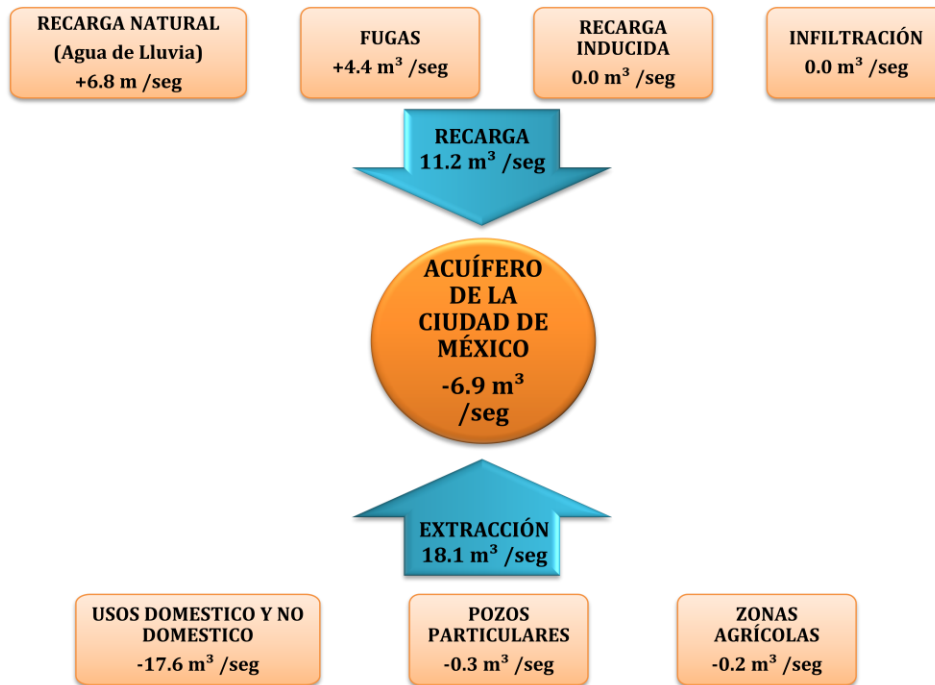 RECARGA NATURAL
(Agua de Lluvia)
+6.8 m /seg
FUGAS
+4.4 m³ /seg
RECARGA
INDUCIDA
0.0 m³ /seg
INFILTRACIÓN
0.0 m³ /seg
RECARGA
11.2 m³ /seg
ACUÍFERO
DE LA
CIUDAD DE
MÉXICO
-6.9 m³
/seg
EXTRACCIÓN
18.1 m³ /seg
USOS DOMESTICO Y NO
DOMESTICO
-17.6 m³ /seg
POZOS
PARTICULARES
-0.3 m³ /seg
ZONAS
AGRÍCOLAS
-0.2 m³ /seg